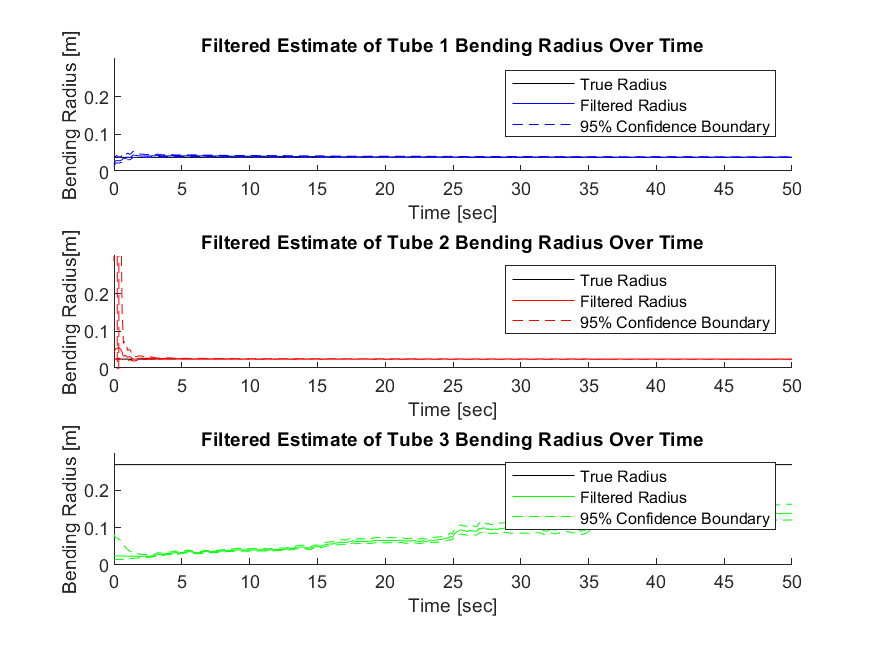 Filtered Estimate of Tube 1 Bending Radius Over Time
Bending Radius [m]
0.2
0.1
0
True Radius
Filtered Radius
95% Confidence Boundary
0 5 10 15 20 25 30 35 40 45 50
Time [sec]
Filtered Estimate of Tube 2 Bending Radius Over Time
Bending Radius[m]
0.2
0.1
0
True Radius
Filtered Radius
95% Confidence Boundary
0 5 10 15 20 25 30 35 40 45 50
Time [sec]
Filtered Estimate of Tube 3 Bending Radius Over Time
Bending Radius [m]
0.2
0.1
0
True Radius
Filtered Radius
95% Confidence Boundary
0 5 10 15 20 25 30 35 40 45 50
Time [sec]